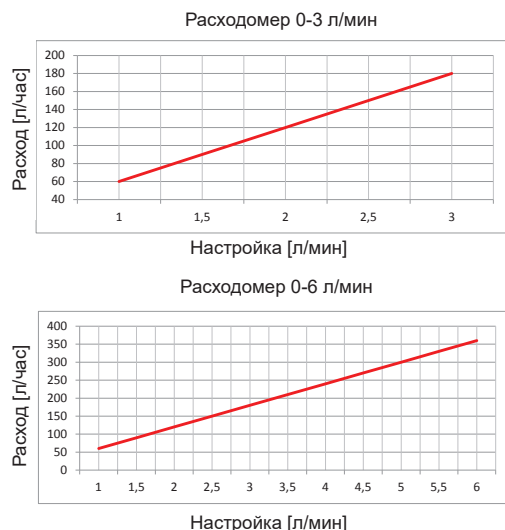 Расходомер 0-3 л/мин
Расход [л/час]
200
180
160
140
120
100
80
60
40
1 1,5 2 2,5 3
Настройка [л/мин]
Расходомер 0-6 л/мин
Расход [л/час]
400
350
300
250
200
150
100
50
0
1 1,5 2 2,5 3 3,5 4 4,5 5 5,5 6
Настройка [л/мин]